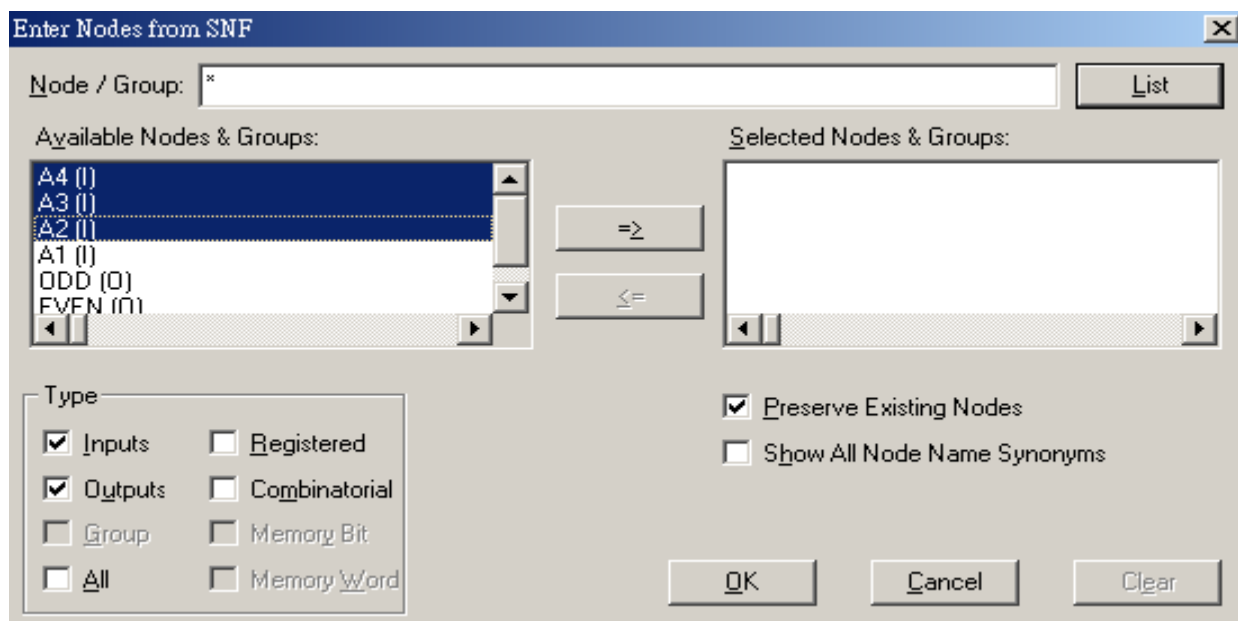 Enter Nodes from SNF
Node / Group: *
List
Available Nodes & Groups:
Selected Nodes & Groups:
A4 (I)
A3 (I)
A2 (I)
A1 (I)
ODD (O)
EVEN (O)
=>
<=
Type
Inputs
Registered
Outputs
Combinatorial
Group
Memory Bit
All
Memory Word
Preserve Existing Nodes
Show All Node Name Synonyms
OK
Cancel
Clear